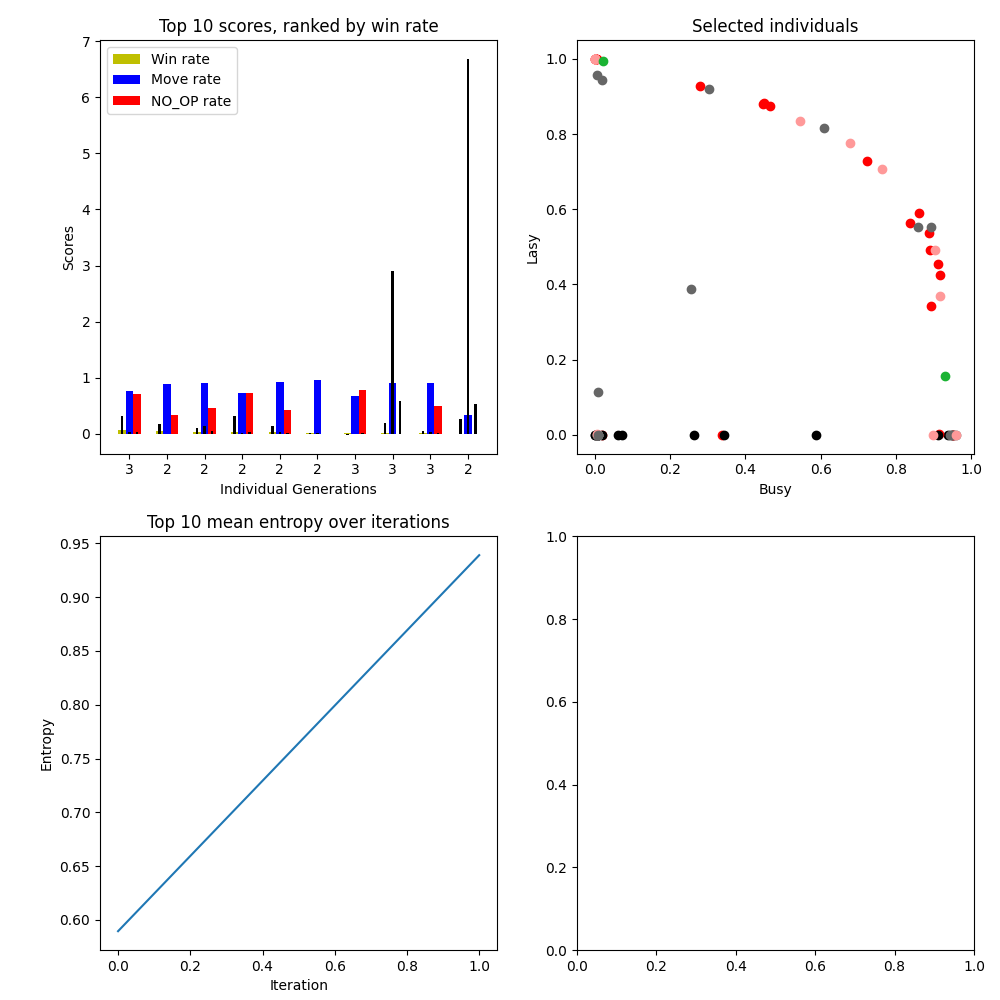 Top 10 scores, ranked by win rate
7
6
5
4
3
2
1
0
Scores
Win rate
Move rate
NO_OP rate
3 2 2 2 2 2 3 3 3 2
Individual Generations
Selected individuals
1.0
0.8
0.6
0.4
0.2
0.0
Lasy
0.0 0.2 0.4 0.6 0.8 1.0
Busy
Top 10 mean entropy over iterations
0.95
0.90
0.85
0.80
0.75
0.70
0.65
0.60
Entropy
0.0 0.2 0.4 0.6 0.8 1.0
Iteration
1.0
0.8
0.6
0.4
0.2
0.0
0.0 0.2 0.4 0.6 0.8 1.0